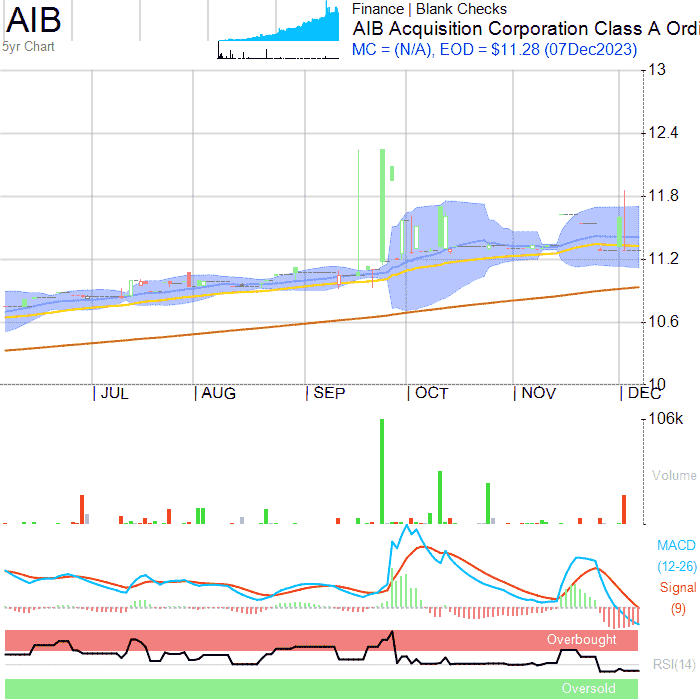 AIB
5yr Chart
Finance | Blank Checks
AIB Acquisition Corporation Class A Ordi
MC = (N/A), EOD = $11.28 (07Dec2023)
13
12.4
11.8
11.2
10.6
10
JUL AUG SEP OCT NOV DEC
106k
Volume
MACD
(12-26)
Signal
(9)
Overbought
RSI(14)
Oversold